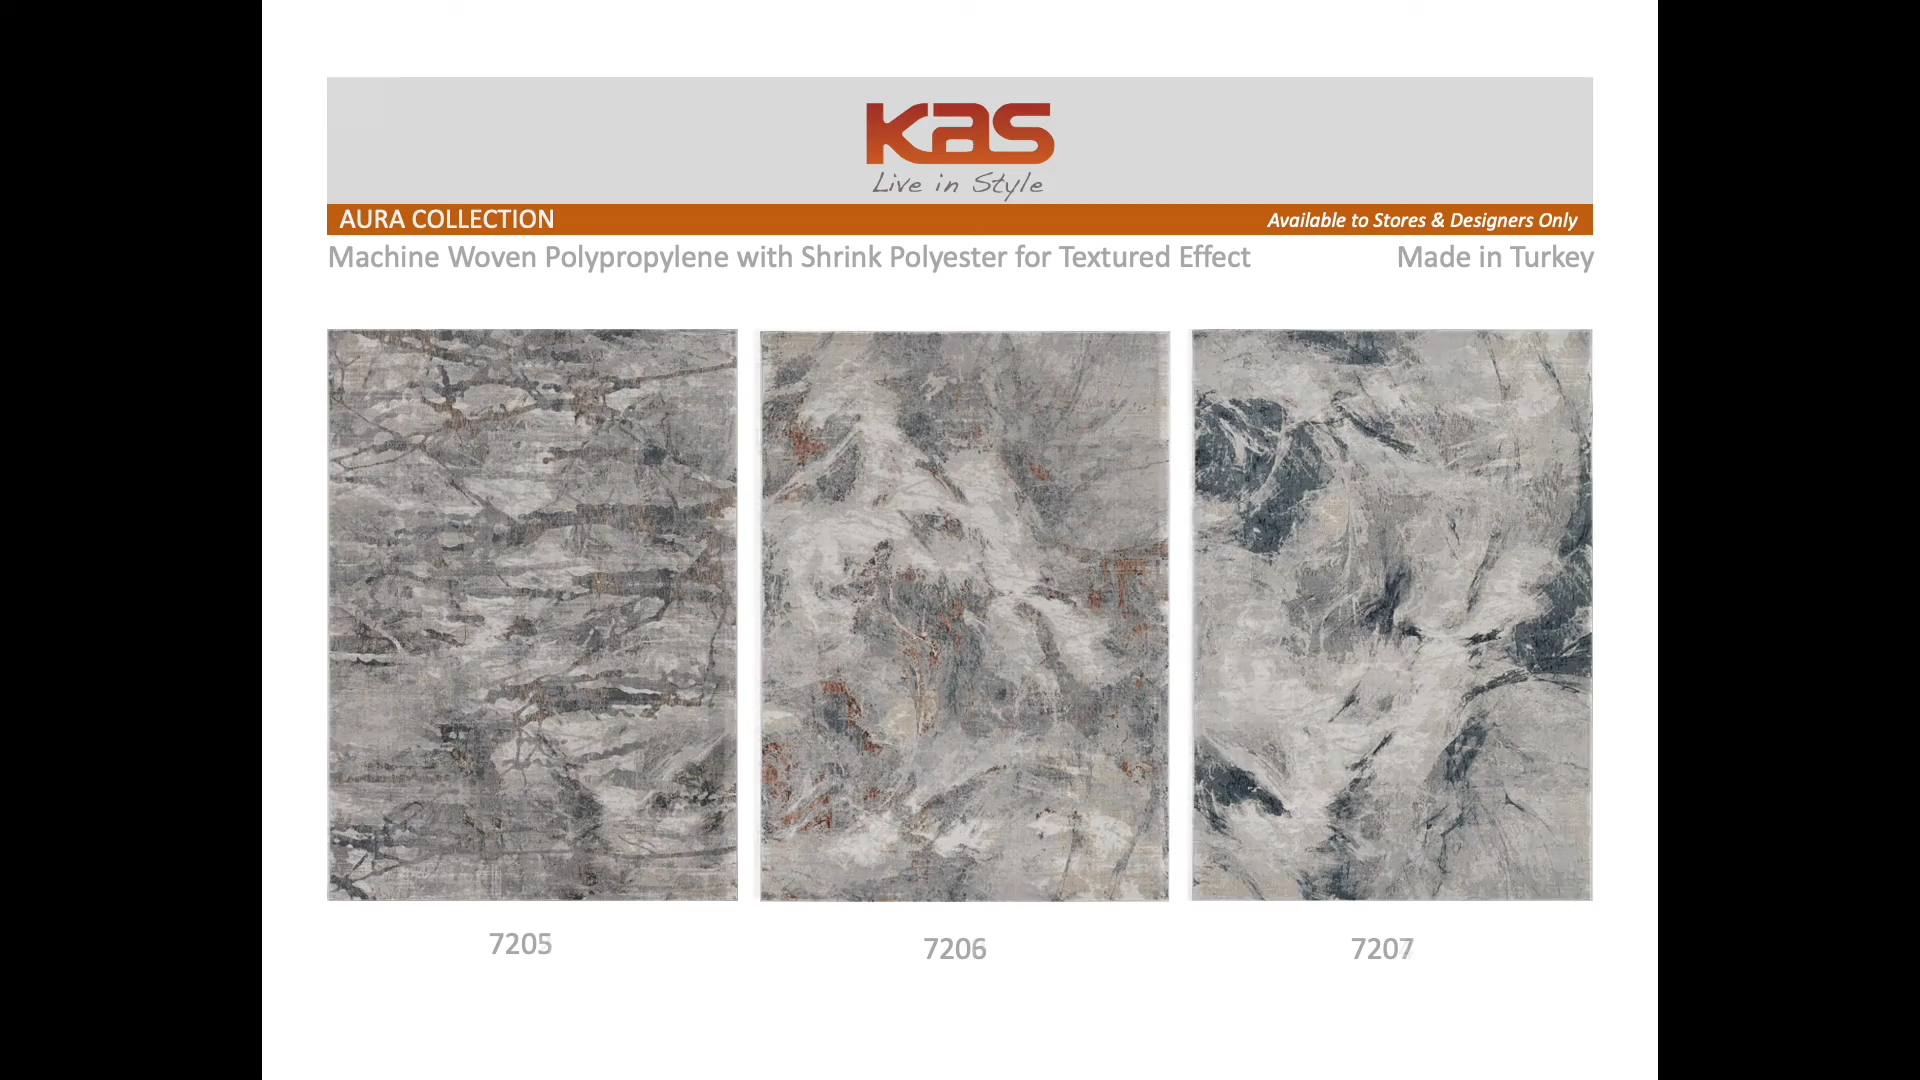 Kas
Live in Style
AURA COLLECTION
Available to Stores & Designers Only
Machine Woven Polypropylene with Shrink Polyester for Textured Effect
Made in Turkey
7205
7206
7207